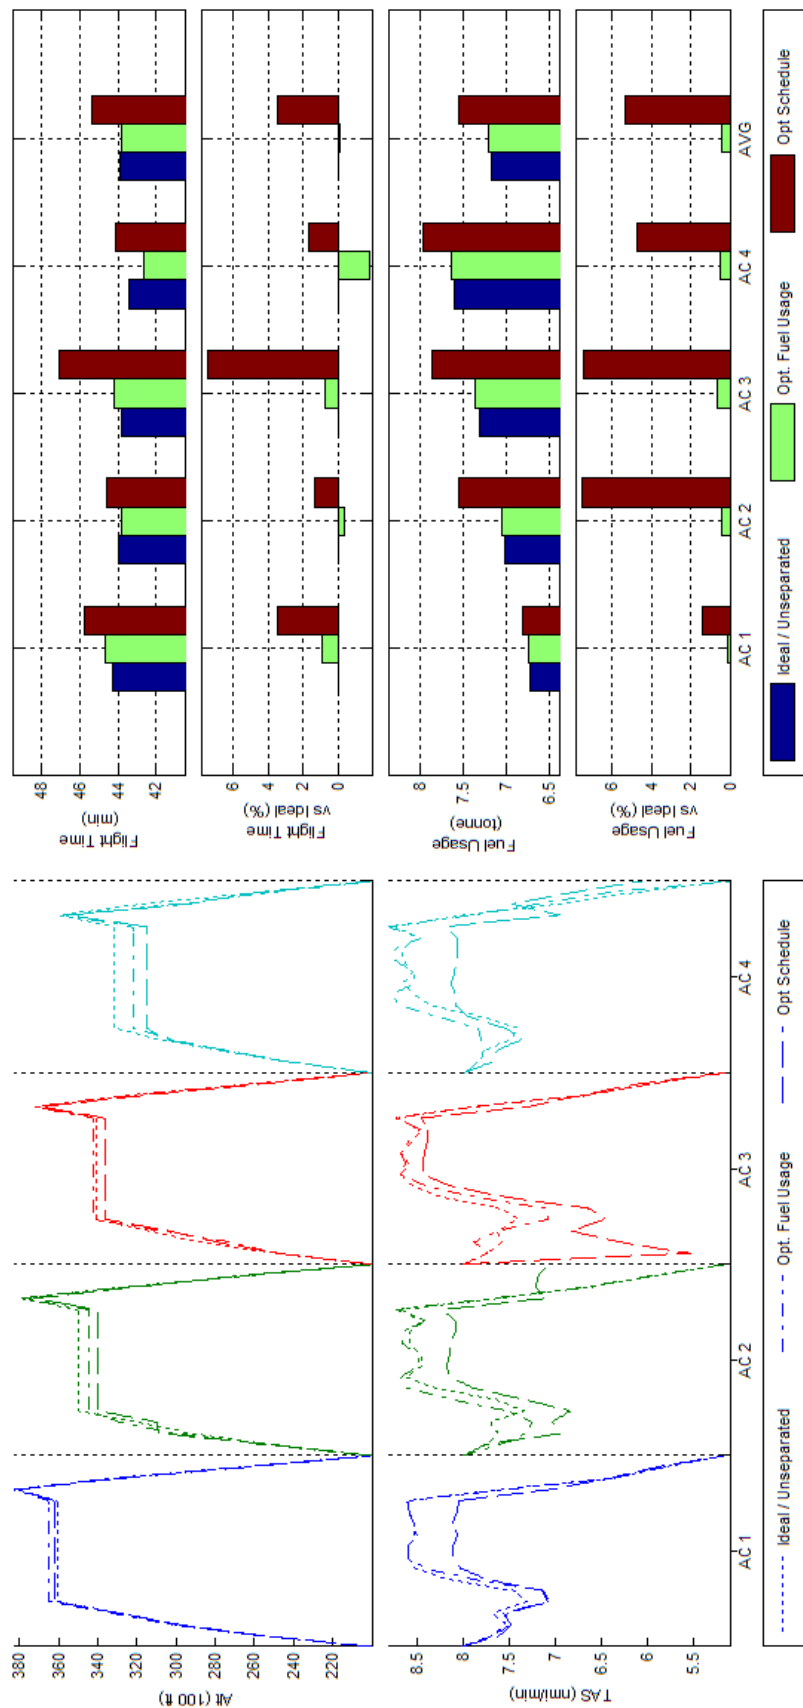 380
360
340
320
300
280
260
240
220
200
Alt (100 ft)
8.5
8
7.5
7
6.5
6
5.5
TAS (nmi/min)
AC 1
AC 2
AC 3
AC 4
Ideal / Unseparated
Opt. Fuel Usage
Opt Schedule
48
46
44
42
Flight Time
(min)
6
4
2
0
Flight Time
vs Ideal (%)
8
7.5
7
6.5
Fuel Usage
(tonne)
6
4
2
0
Fuel Usage
vs Ideal (%)
AC 1
AC 2
AC 3
AC 4
AVG
Ideal / Unseparated
Opt. Fuel Usage
Opt Schedule